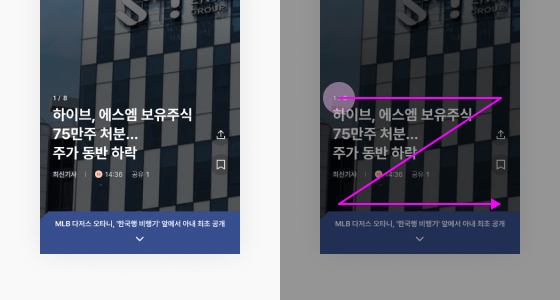 GROUP
1 / 8
하이브, 에스엠 보유주식
75만주 처분...
주가 동반 하락
최신기사 | 14:36 공유 1
MLB 다저스 오타니, '한국행 비행기' 앞에서 아내 최초 공개
GROUP
1 / 8
하이브, 에스엠 보유주식
75만주 처분...
주가 동반 하락
최신기사 | 14:36 공유 1
MLB 다저스 오타니, '한국행 비행기' 앞에서 아내 최초 공개